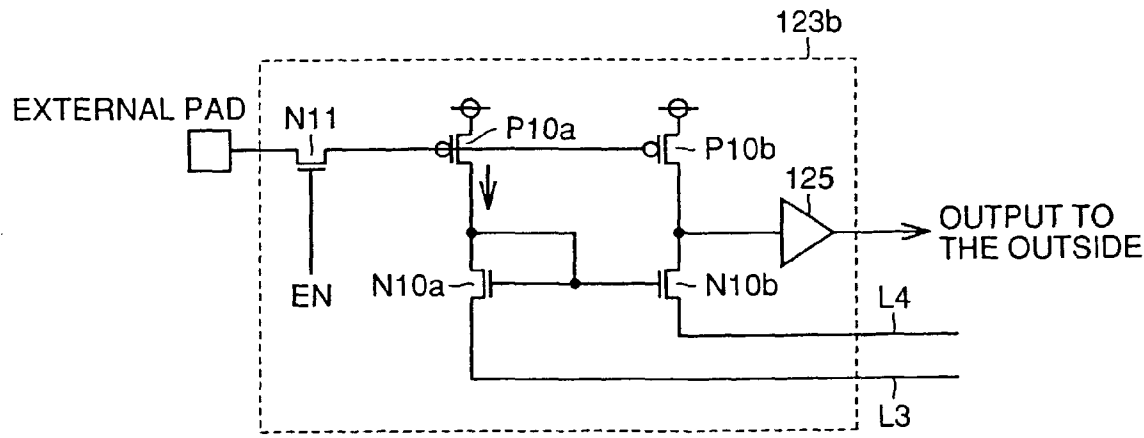 123b
EXTERNAL PAD
N11
P10a
P10b
125
OUTPUT TO
THE OUTSIDE
EN
N10a
N10b
L4
L3